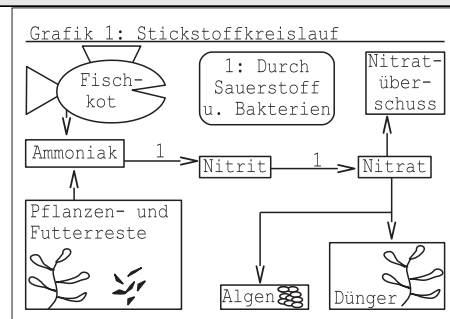 Grafik 1: Stickstoffkreislauf
Fisch-
kot
1: Durch
Sauerstoff
u. Bakterien
Nitrat-
über-
schuss
Ammoniak
1
Nitrit
1
Nitrat
Pflanzen- und
Futterreste
Algen
Dünger